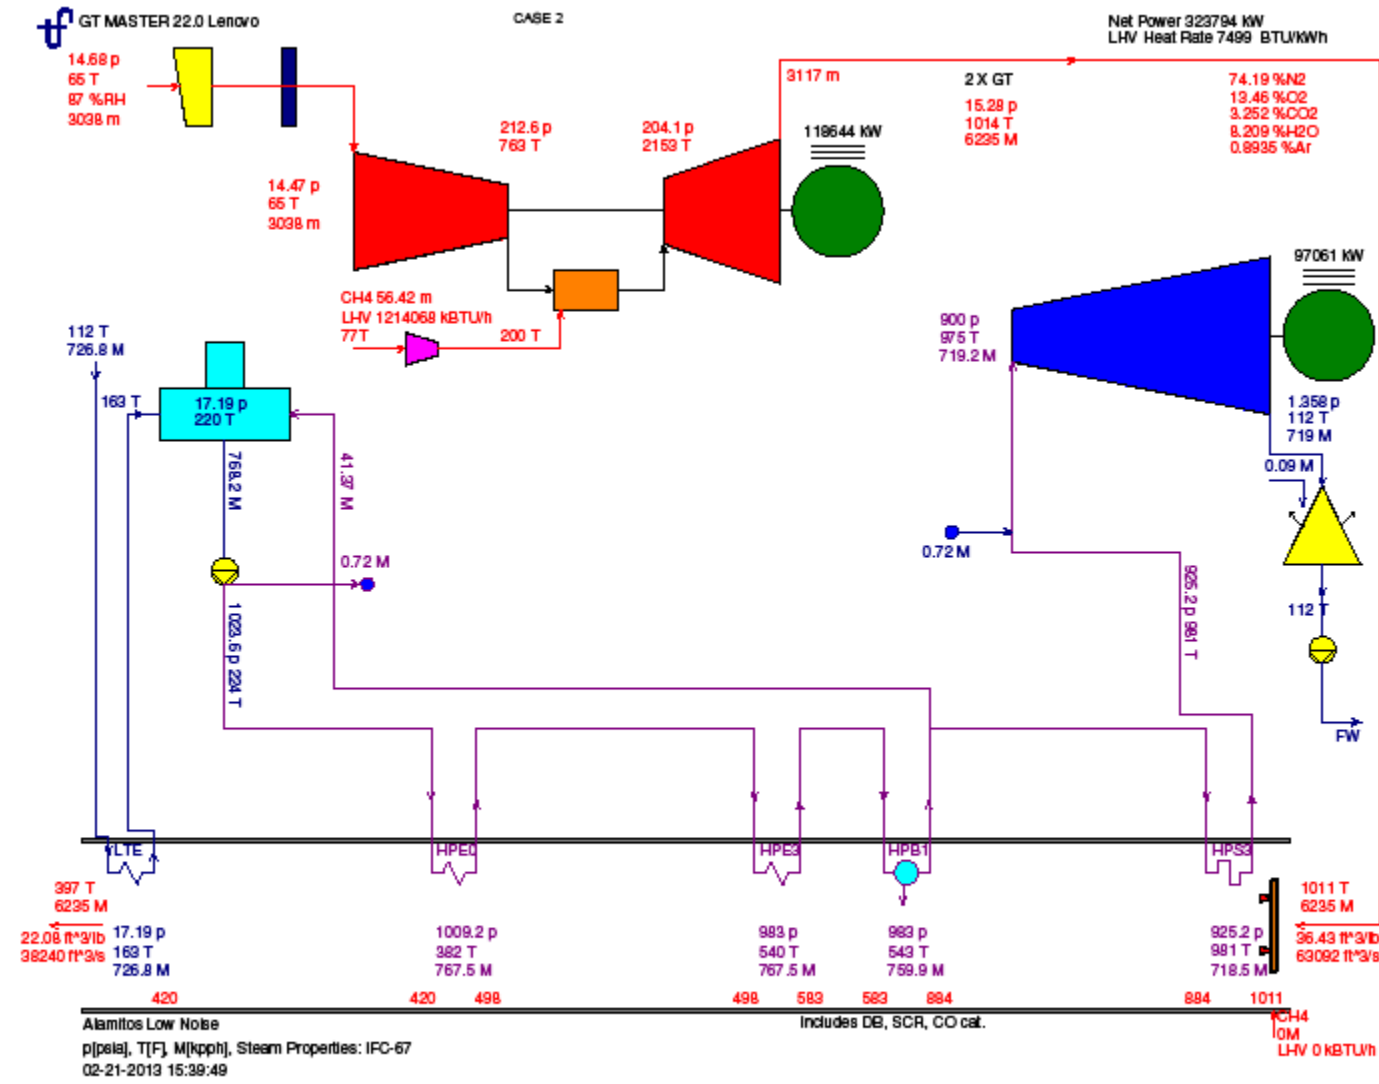 GT MASTER 22.0 Lenovo
CASE 2
Net Power 323794 kW
LHV Heat Rate 7499 BTU/kWh
14.68 p
65 T
87 %RH
3038 m
3117 m
2 X GT
15.28 p
1014 T
6235 M
74.19 %N2
13.46 %O2
3.252 %CO2
8.209 %H2O
0.8935 %Ar
212.6 p
763 T
204.1 p
2153 T
118644 kW
14.47 p
65 T
3038 m
97061 kW
CH4 56.42 m
LHV 1214068 kBTU/h
77T
200 T
900 p
975 T
719.2 M
112 T
726.8 M
163 T
17.19 p
220 T
1.358 p
112 T
719 M
0.09 M
768.2 M
41.37 M
0.72 M
0.72 M
1023.6 p 224 T
925.2 p 981 T
112 T
FW
LTE
HPE0
HPE3
HPB1
HPS3
397 T
6235 M
22.08 ft^3/lb
38240 ft^3/s
17.19 p
163 T
726.8 M
1009.2 p
382 T
767.5 M
983 p
540 T
767.5 M
983 p
543 T
759.9 M
925.2 p
981 T
718.5 M
1011 T
6235 M
36.43 ft^3/lb
63092 ft^3/s
420
420
498
498
583
583
884
884
1011
Alamitos Low Noise
Includes DB, SCR, CO cat.
CH4
0M
LHV 0 kBTU/h
p[psia], T[F], M[kpph], Steam Properties: IFC-67
02-21-2013 15:39:49